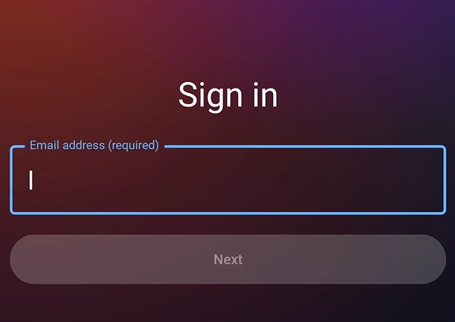 Sign in
Email address (required)
Next